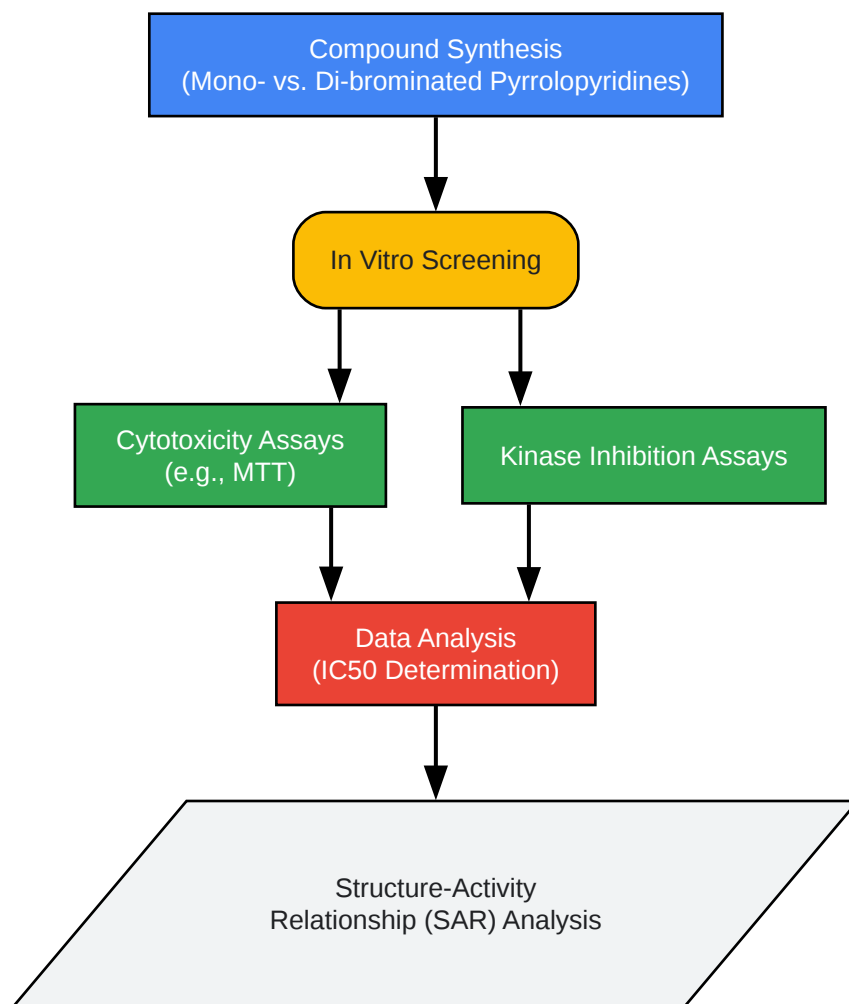 Compound Synthesis
(Mono- vs. Di-brominated Pyrrolopyridines)
In Vitro Screening
Cytotoxicity Assays
(e.g., MTT)
Kinase Inhibition Assays
Data Analysis
(IC50 Determination)
Structure-Activity
Relationship (SAR) Analysis